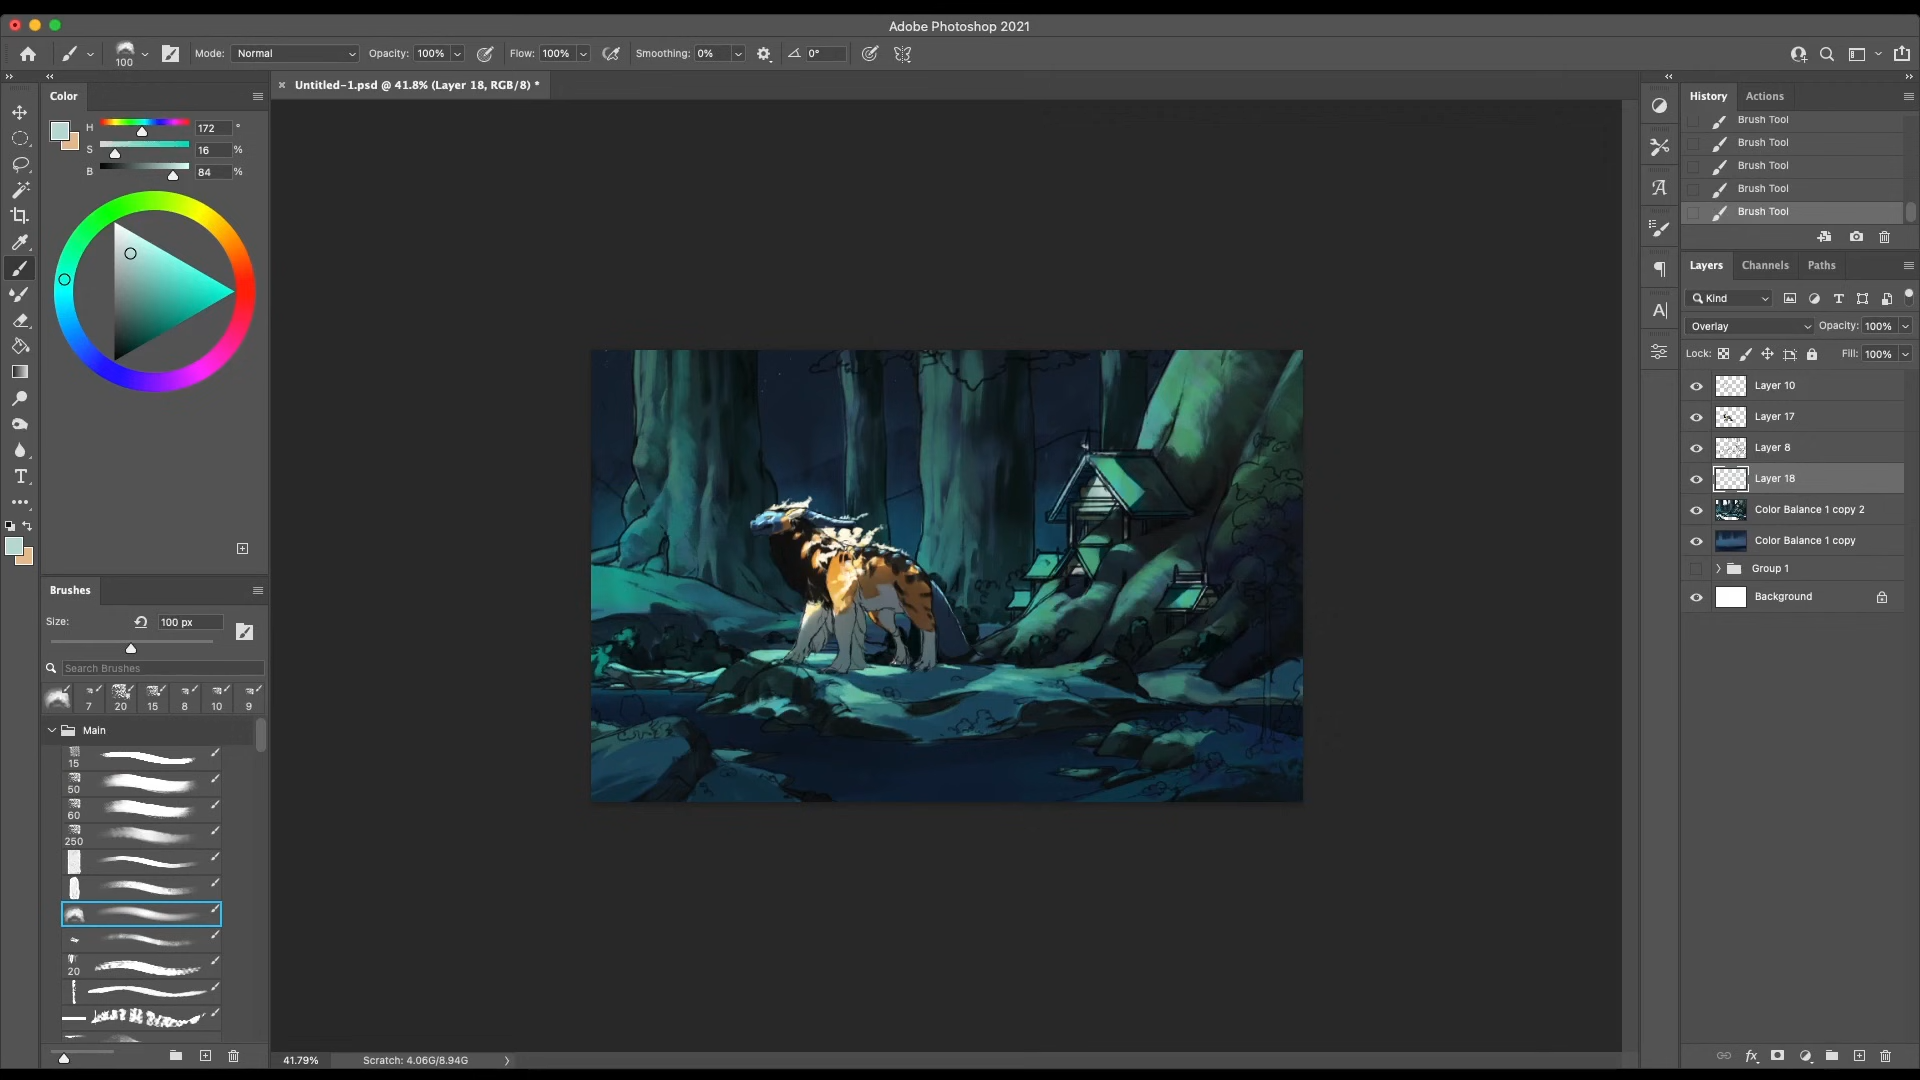 Adobe Photoshop 2021
100
Mode: Normal
Opacity: 100%
Flow: 100%
Smoothing: 0%
0°
Untitled-1.psd @ 41.8% (Layer 18, RGB/8) *
Color
H 172 °
S 16 %
B 84 %
Brushes
Size: 100 px
Search Brushes
7 20 15 8 10 9
Main
15
50
60
250
20
41.79%
Scratch: 4.06G/8.94G
History
Actions
Brush Tool
Brush Tool
Brush Tool
Brush Tool
Brush Tool
Layers
Channels
Paths
Kind
Overlay
Opacity: 100%
Lock:
Fill: 100%
Layer 10
Layer 17
Layer 8
Layer 18
Color Balance 1 copy 2
Color Balance 1 copy
Group 1
Background